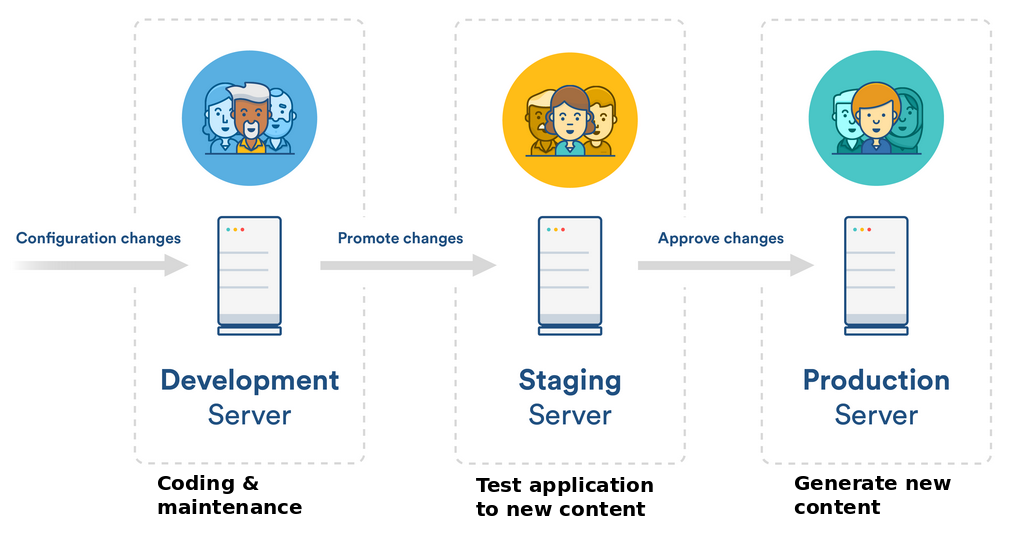 Configuration changes
Promote changes
Approve changes
Development
Server
Staging
Server
Production
Server
Coding &
maintenance
Test application
to new content
Generate new
content